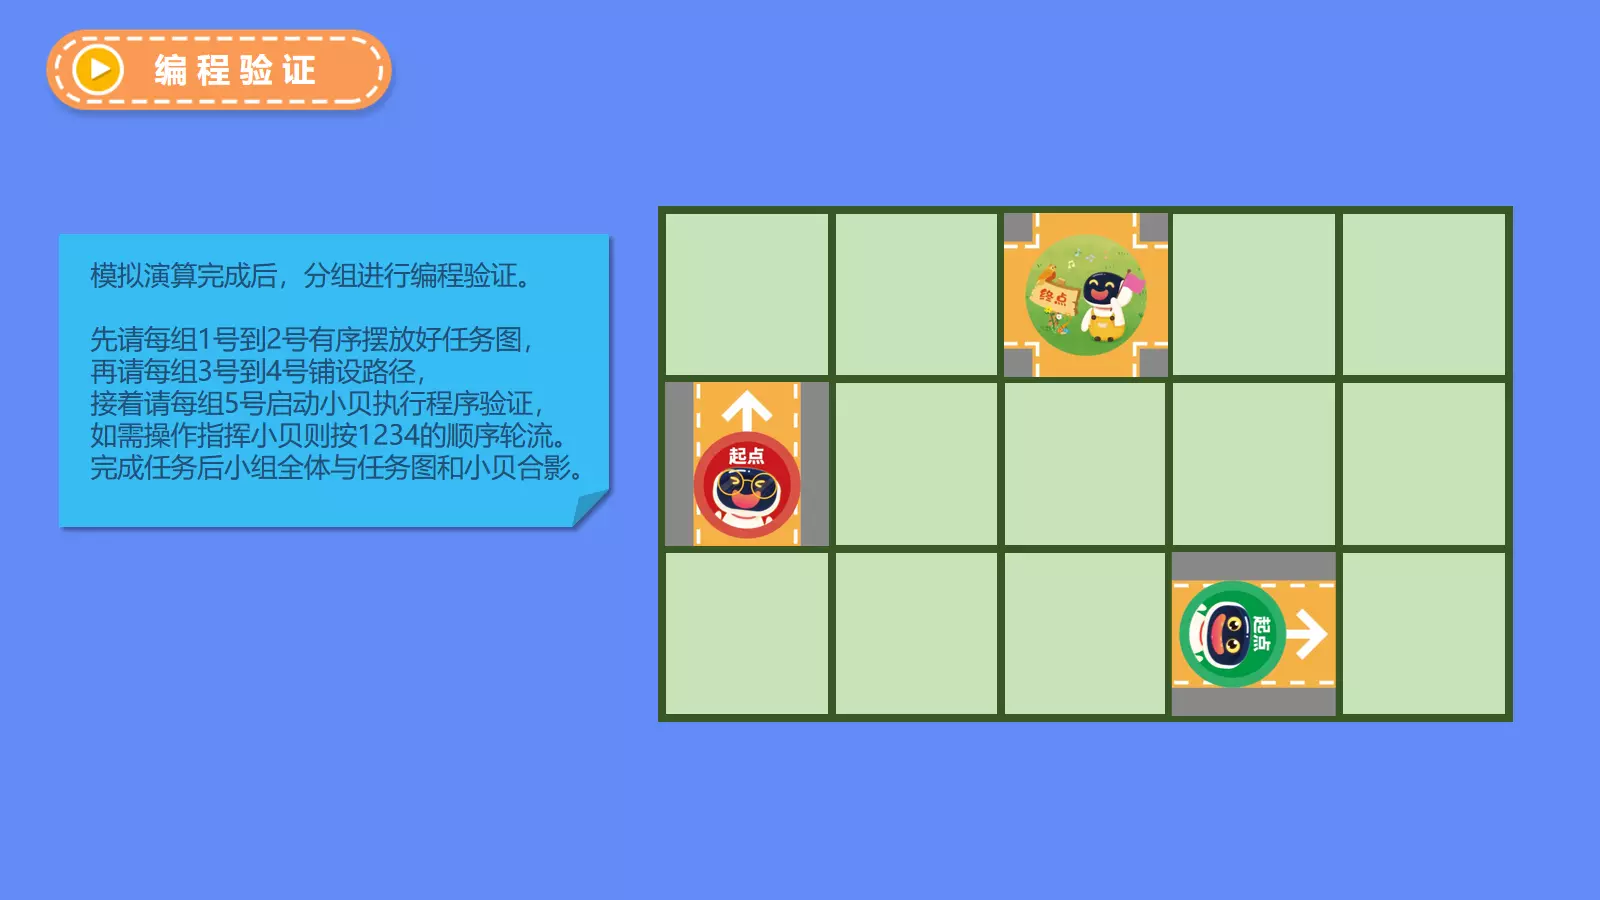 编程验证
模拟演算完成后，分组进行编程验证。
先请每组1号到2号有序摆放好任务图，
再请每组3号到4号铺设路径，
接着请每组5号启动小贝执行程序验证，
如需操作指挥小贝则按1234的顺序轮流。
完成任务后小组全体与任务图和小贝合影。
终点
起点
起点